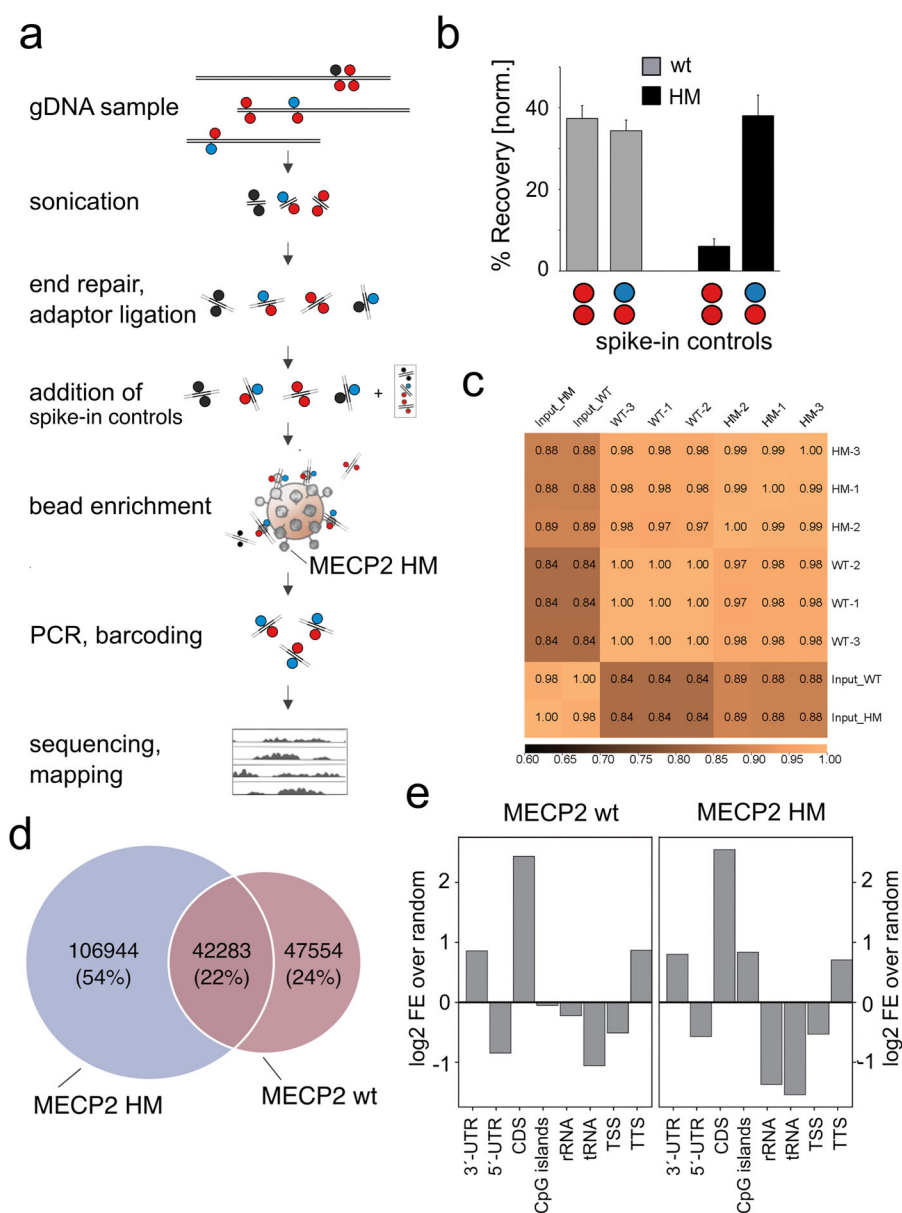 a
gDNA sample
sonication
end repair,
adaptor ligation
addition of
spike-in controls
+
bead enrichment
MECP2 HM
PCR, barcoding
sequencing,
mapping
b
wt
HM
% Recovery [norm.]
40
20
0
spike-in controls
c
Input_HM Input_WT WT-3 WT-1 WT-2 HM-2 HM-1 HM-3
0.88 0.88 0.98 0.98 0.98 0.99 0.99 1.00 HM-3
0.88 0.88 0.98 0.98 0.98 0.99 1.00 0.99 HM-1
0.89 0.89 0.98 0.97 0.97 1.00 0.99 0.99 HM-2
0.84 0.84 1.00 1.00 1.00 0.97 0.98 0.98 WT-2
0.84 0.84 1.00 1.00 1.00 0.97 0.98 0.98 WT-1
0.84 0.84 1.00 1.00 1.00 0.98 0.98 0.98 WT-3
0.98 1.00 0.84 0.84 0.84 0.89 0.88 0.88 Input_WT
1.00 0.98 0.84 0.84 0.84 0.89 0.88 0.88 Input_HM
0.60 0.65 0.70 0.75 0.80 0.85 0.90 0.95 1.00
d
106944
(54%)
42283
(22%)
47554
(24%)
MECP2 HM
MECP2 wt
e
MECP2 wt
MECP2 HM
log2 FE over random
2
1
0
-1
2
1
0
-1
log2 FE over random
3´-UTR 5´-UTR CDS CpG islands rRNA tRNA TSS TTS
3´-UTR 5´-UTR CDS CpG islands rRNA tRNA TSS TTS